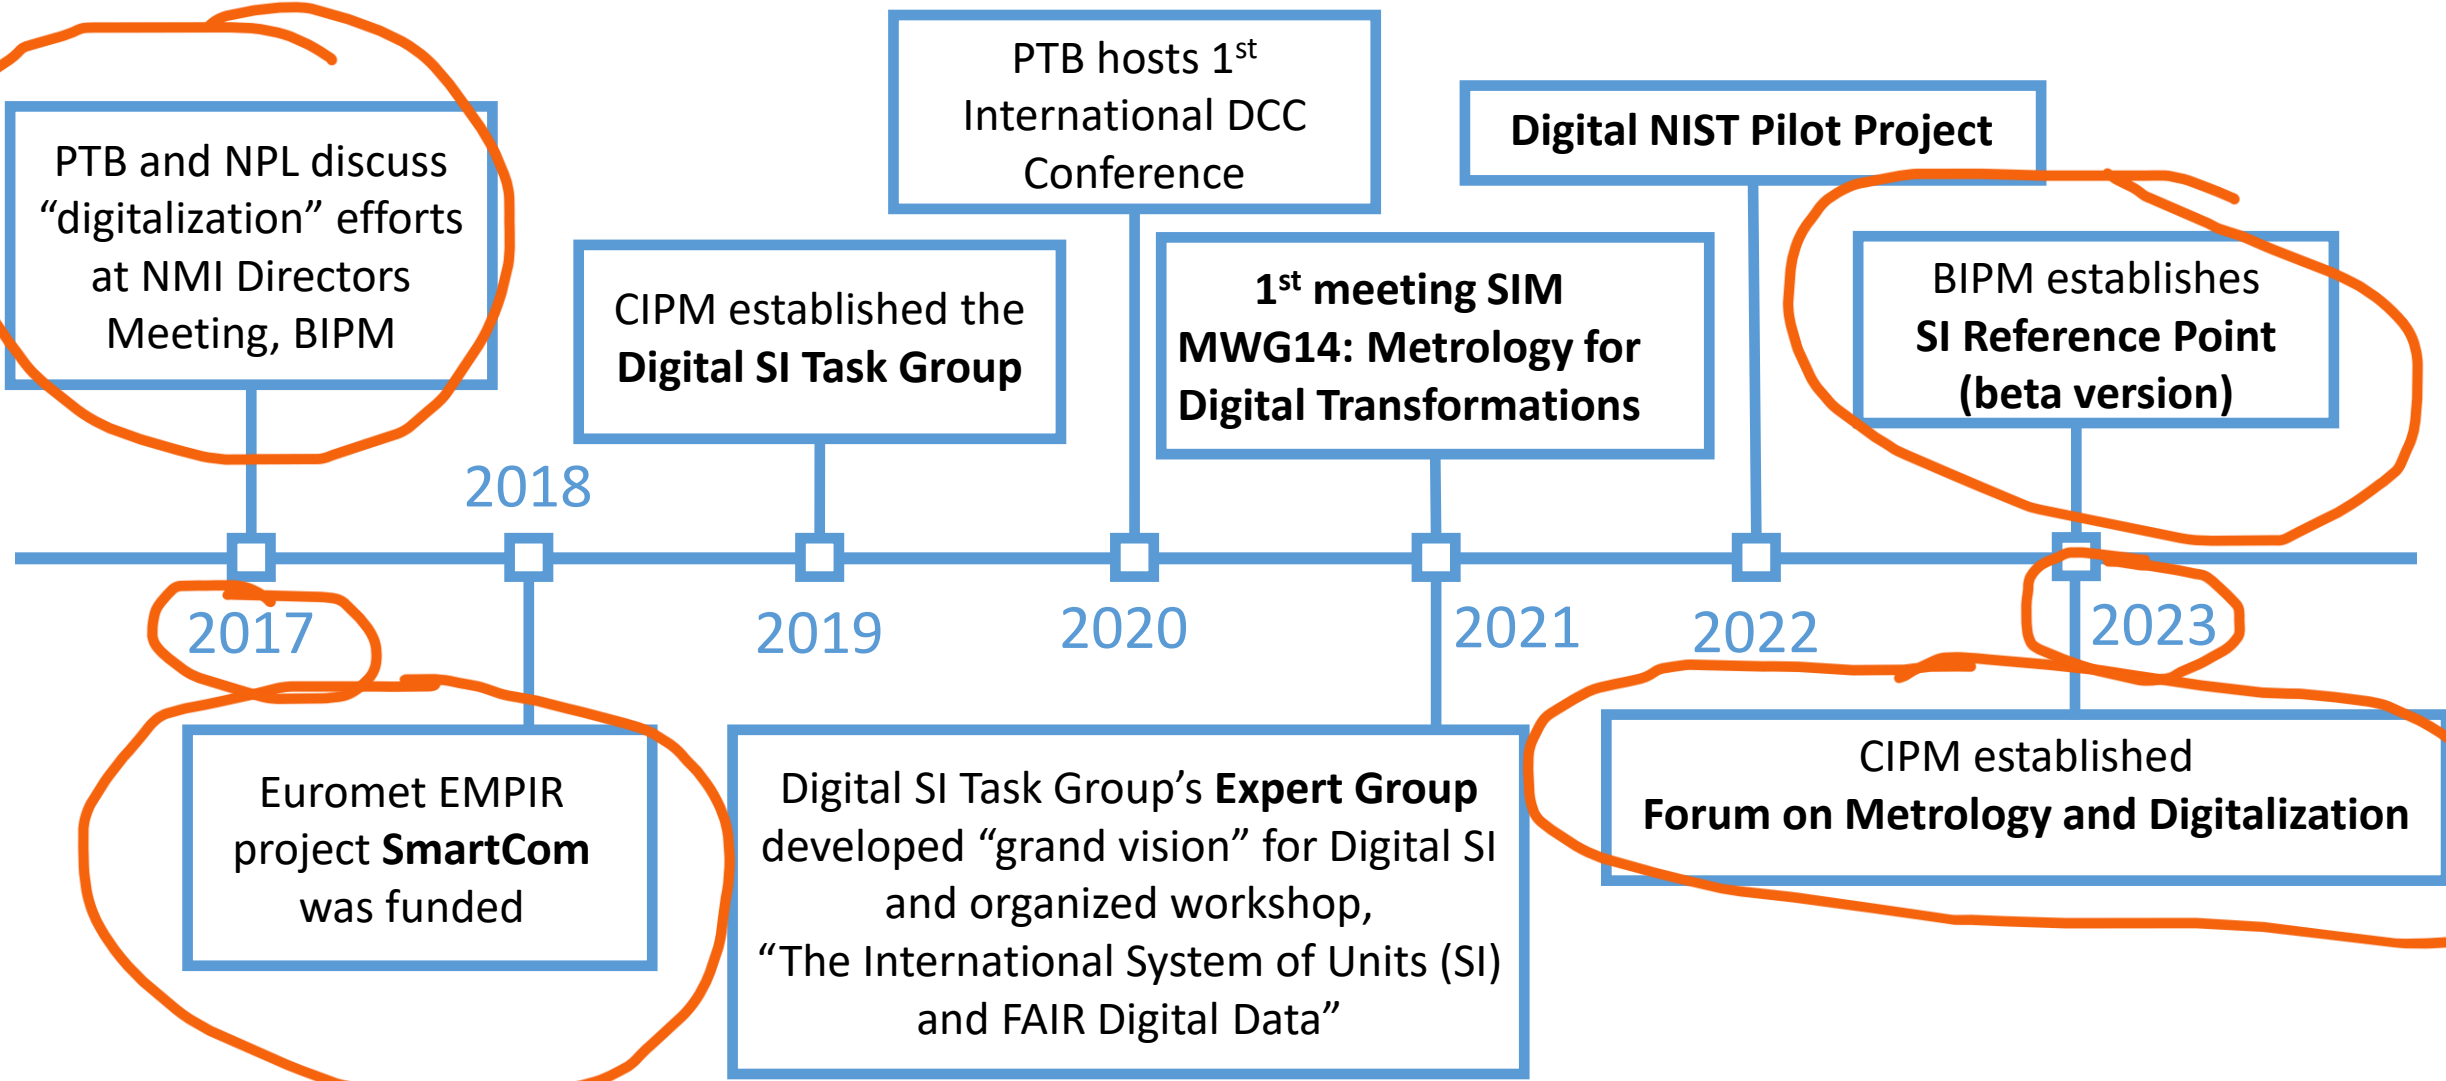 PTB and NPL discuss
“digitalization” efforts
at NMI Directors
Meeting, BIPM
2017
2018
Euromet EMPIR
project SmartCom
was funded
CIPM established the
Digital SI Task Group
2019
PTB hosts 1st
International DCC
Conference
2020
1st meeting SIM
MWG14: Metrology for
Digital Transformations
2021
Digital SI Task Group’s Expert Group
developed “grand vision” for Digital SI
and organized workshop,
“The International System of Units (SI)
and FAIR Digital Data”
Digital NIST Pilot Project
2022
BIPM establishes
SI Reference Point
(beta version)
2023
CIPM established
Forum on Metrology and Digitalization